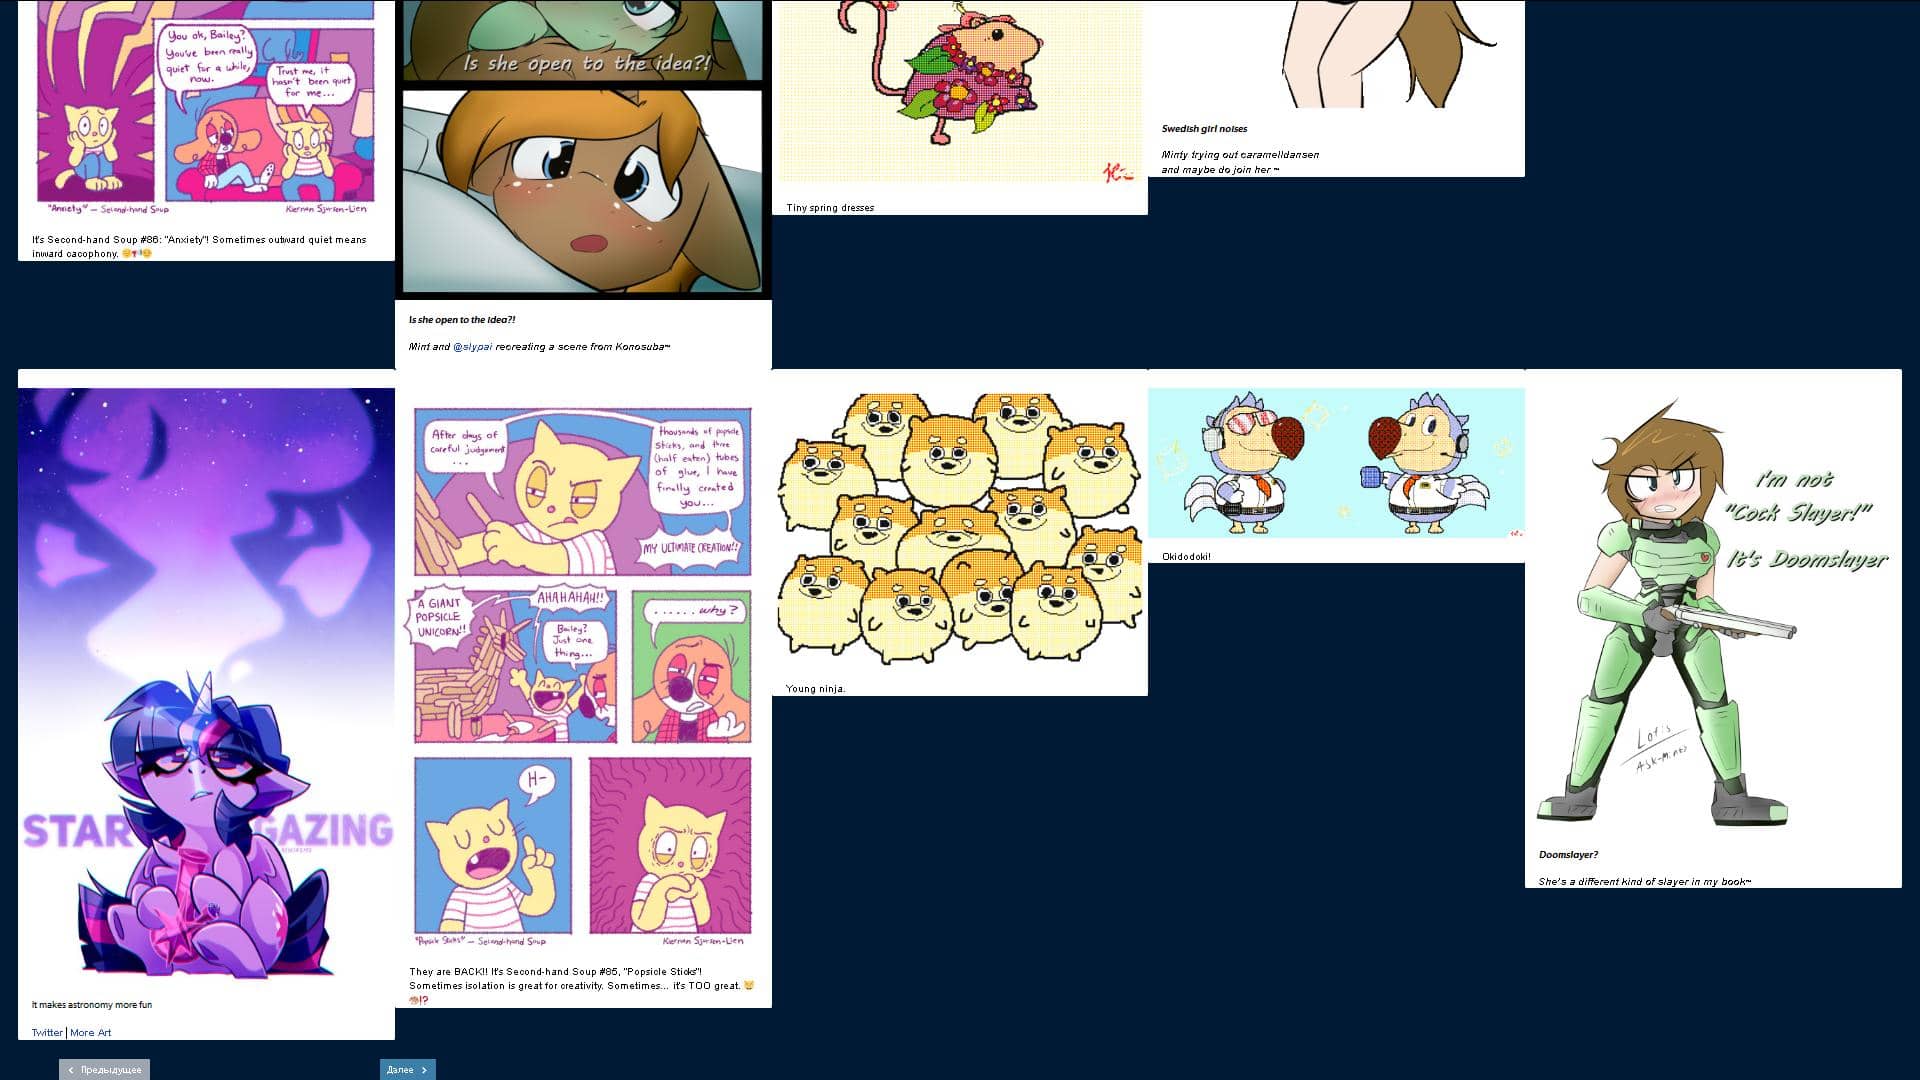 You ok, Bailey?
You've been really
quiet for a while,
now.
Trust me, it
hasn't been quiet
for me...
"Anxiety" — Second-hand Soup
Kiernan Sjursen-Lien
It's Second-hand Soup #86: "Anxiety"! Sometimes outward quiet means
inward cacophony.
Is she open to the idea?!
Is she open to the idea?!
Mint and @slypai recreating a scene from Konosuba~
Tiny spring dresses
Swedish girl noises
Minty trying out caramelldansen
and maybe do join her ~
STAR GAZING
It makes astronomy more fun
Twitter | More Art
After days of
careful judgement
...
thousands of popsicle
sticks, and three
(half eaten) tubes
of glue, I have
finally created
you...
MY ULTIMATE CREATION!!
A GIANT
POPSICLE
UNICORN!!
AHAHAHAH!!
Bailey?
Just one
thing...
......why?
H-
"Popsicle Sticks" — Second-hand Soup
Kiernan Sjursen-Lien
They are BACK!! It's Second-hand Soup #85, "Popsicle Sticks"!
Sometimes isolation is great for creativity. Sometimes... it's TOO great.
!?
Young ninja.
Okidodoki!
I'm not
"Cock Slayer!"
It's Doomslayer
Lotis
Ask-Mints
Doomslayer?
She's a different kind of slayer in my book~
‹ Предыдущее
Далее ›